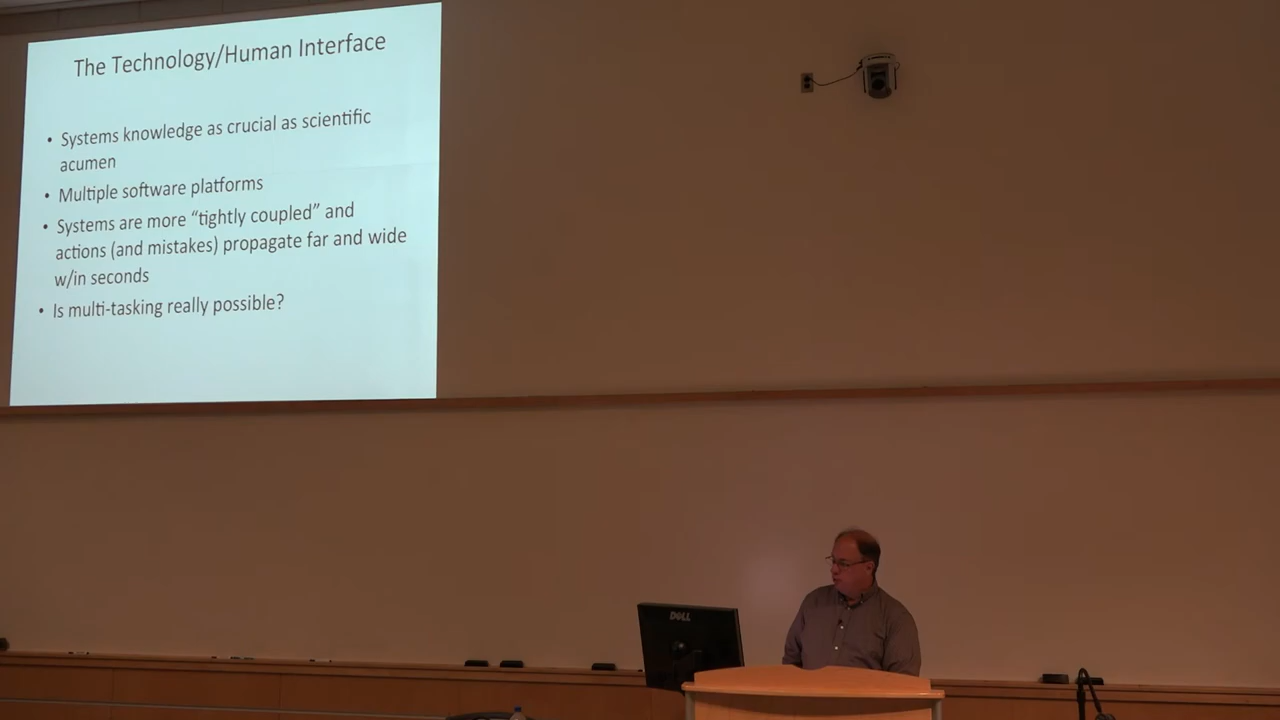 The Technology/Human Interface
• Systems knowledge as crucial as scientific
acumen
• Multiple software platforms
• Systems are more “tightly coupled” and
actions (and mistakes) propagate far and wide
w/in seconds
• Is multi-tasking really possible?
DELL